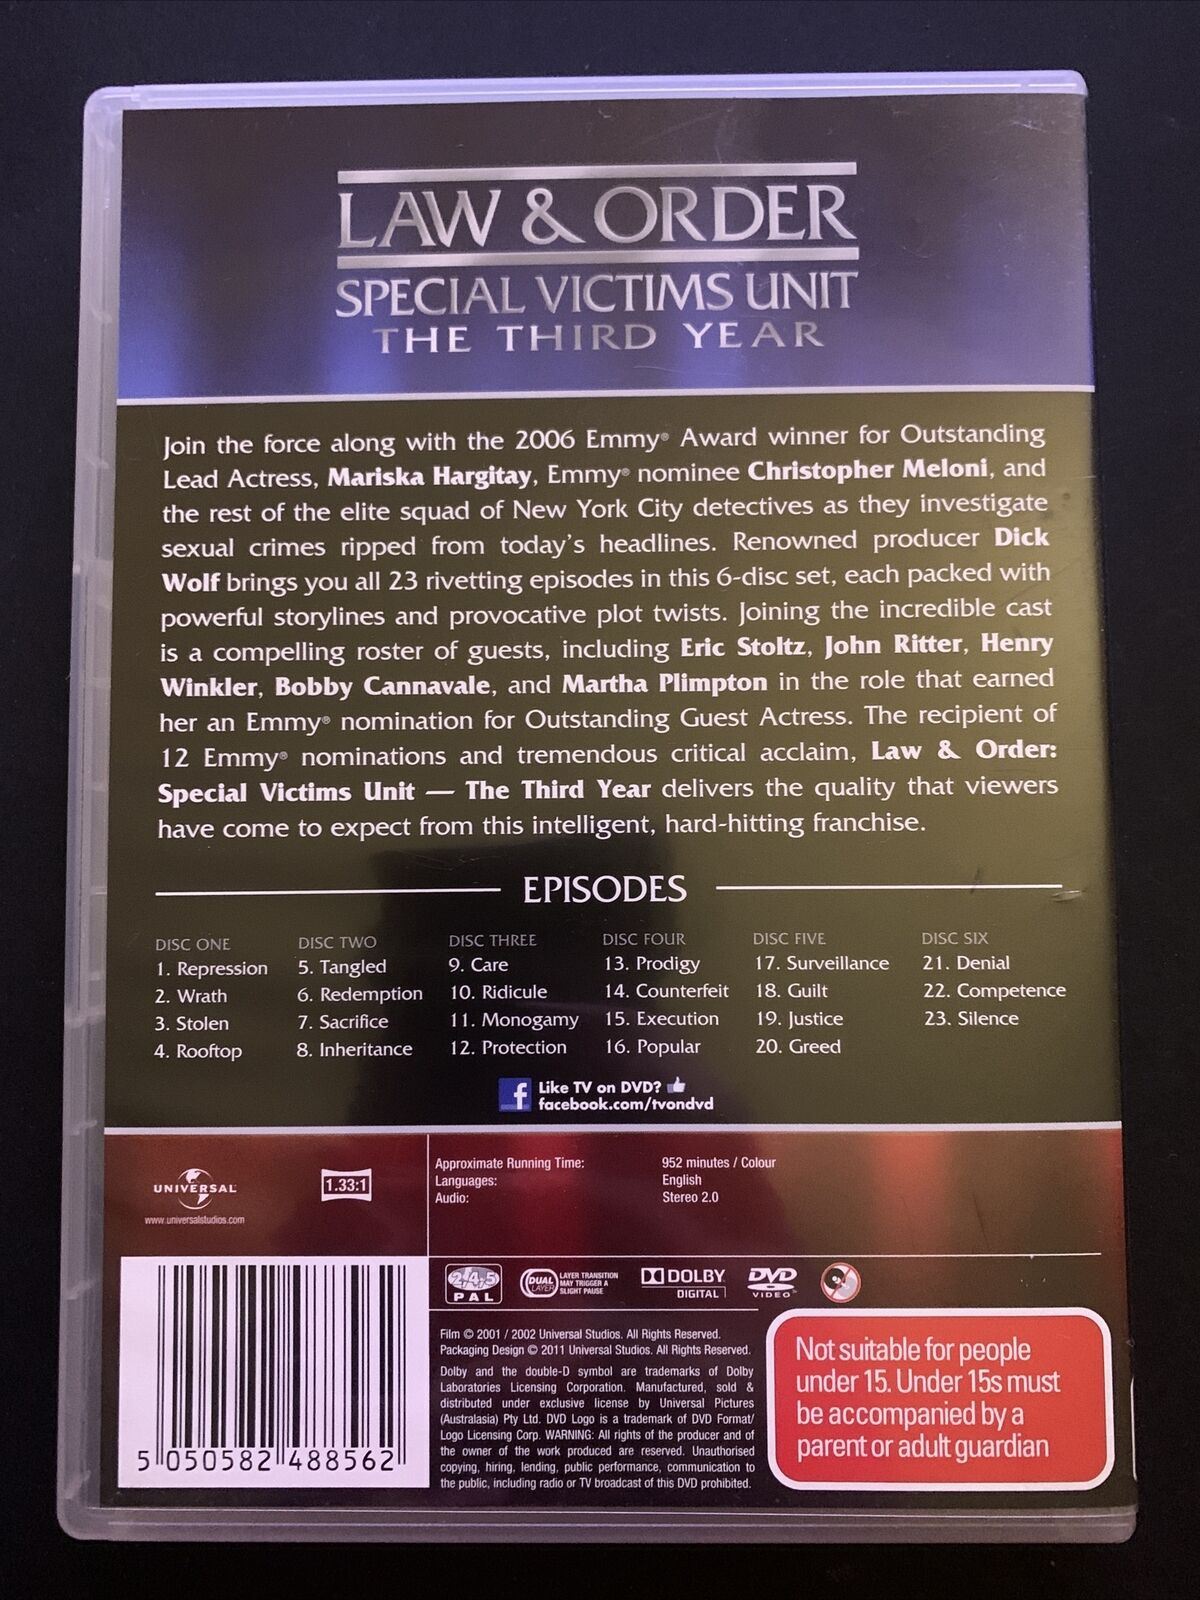 LAW & ORDER
SPECIAL VICTIMS UNIT
THE THIRD YEAR
Join the force along with the 2006 Emmy® Award winner for Outstanding
Lead Actress, Mariska Hargitay, Emmy® nominee Christopher Meloni, and
the rest of the elite squad of New York City detectives as they investigate
sexual crimes ripped from today's headlines. Renowned producer Dick
Wolf brings you all 23 rivetting episodes in this 6-disc set, each packed with
powerful storylines and provocative plot twists. Joining the incredible cast
is a compelling roster of guests, including Eric Stoltz, John Ritter, Henry
Winkler, Bobby Cannavale, and Martha Plimpton in the role that earned
her an Emmy® nomination for Outstanding Guest Actress. The recipient of
12 Emmy® nominations and tremendous critical acclaim, Law & Order:
Special Victims Unit — The Third Year delivers the quality that viewers
have come to expect from this intelligent, hard-hitting franchise.
EPISODES
DISC ONE
1. Repression
2. Wrath
3. Stolen
4. Rooftop
DISC TWO
5. Tangled
6. Redemption
7. Sacrifice
8. Inheritance
DISC THREE
9. Care
10. Ridicule
11. Monogamy
12. Protection
DISC FOUR
13. Prodigy
14. Counterfeit
15. Execution
16. Popular
DISC FIVE
17. Surveillance
18. Guilt
19. Justice
20. Greed
DISC SIX
21. Denial
22. Competence
23. Silence
f
Like TV on DVD?
facebook.com/tvondvd
UNIVERSAL
www.universalstudios.com
1.33:1
Approximate Running Time: 952 minutes / Colour
Languages: English
Audio: Stereo 2.0
2,4,5
PAL
DUAL LAYER
LAYER TRANSITION
MAY TRIGGER A
SLIGHT PAUSE
DOLBY
DIGITAL
DVD
VIDEO
Film © 2001 / 2002 Universal Studios. All Rights Reserved.
Packaging Design © 2011 Universal Studios. All Rights Reserved.
Dolby and the double-D symbol are trademarks of Dolby
Laboratories Licensing Corporation. Manufactured, sold &
distributed under exclusive license by Universal Pictures
(Australasia) Pty Ltd. DVD Logo is a trademark of DVD Format/
Logo Licensing Corp. WARNING: All rights of the producer and of
the owner of the work produced are reserved. Unauthorised
copying, hiring, lending, public performance, communication to
the public, including radio or TV broadcast of this DVD prohibited.
Not suitable for people
under 15. Under 15s must
be accompanied by a
parent or adult guardian
5 050582 488562